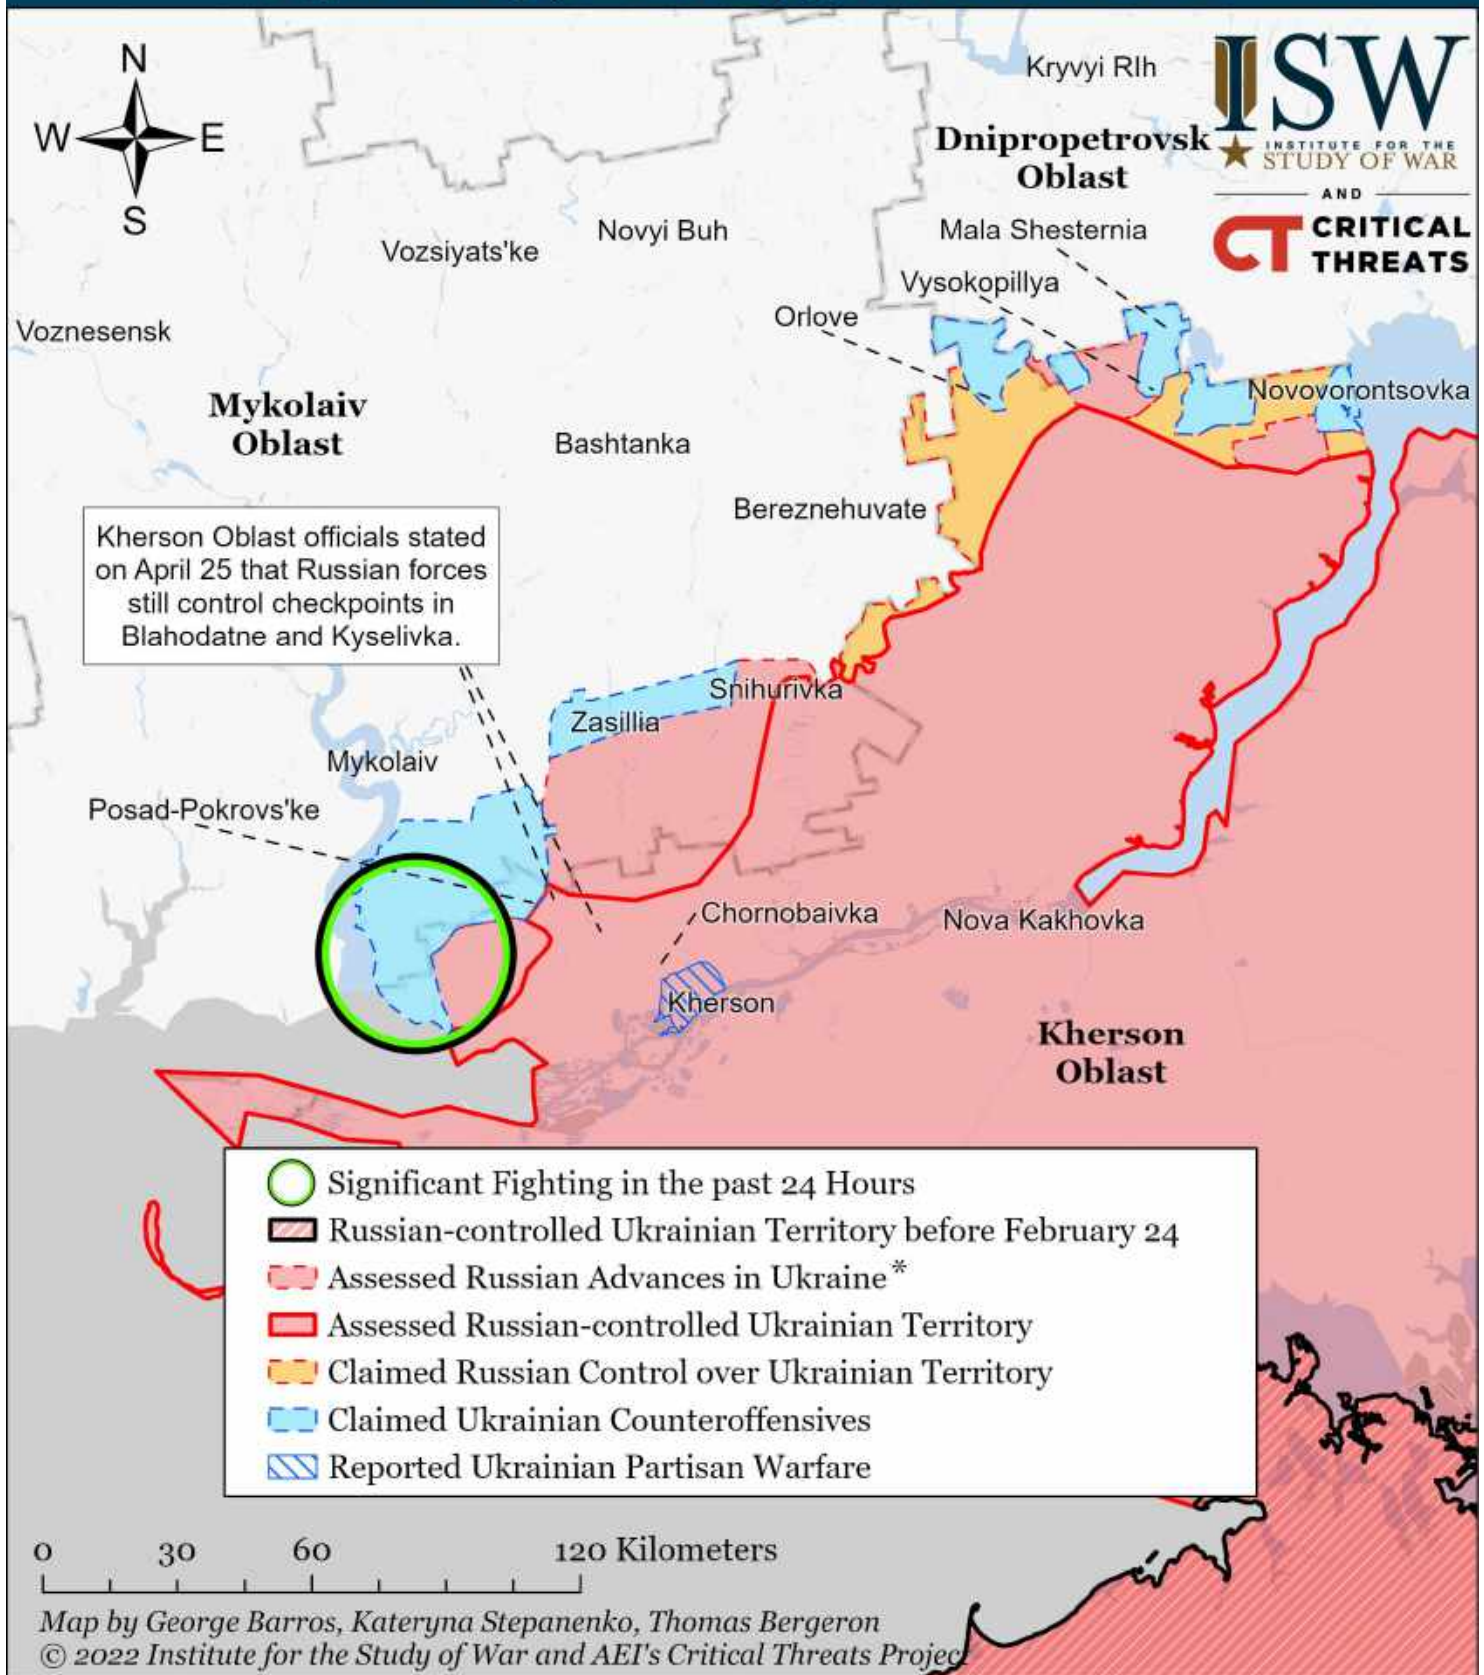 N
W
E
S
Kryvyi RIh
ISW
INSTITUTE FOR THE
STUDY OF WAR
AND
CT CRITICAL
THREATS
Dnipropetrovsk
Oblast
Mala Shesternia
Vysokopillya
Orlove
Novyi Buh
Vozsiyats'ke
Voznesensk
Mykolaiv
Oblast
Bashtanka
Novovorontsovka
Bereznehuvate
Kherson Oblast officials stated
on April 25 that Russian forces
still control checkpoints in
Blahodatne and Kyselivka.
Snihurivka
Zasillia
Mykolaiv
Posad-Pokrovs'ke
Chornobaivka
Nova Kakhovka
Kherson
Kherson
Oblast
Significant Fighting in the past 24 Hours
Russian-controlled Ukrainian Territory before February 24
Assessed Russian Advances in Ukraine*
Assessed Russian-controlled Ukrainian Territory
Claimed Russian Control over Ukrainian Territory
Claimed Ukrainian Counteroffensives
Reported Ukrainian Partisan Warfare
0 30 60 120 Kilometers
Map by George Barros, Kateryna Stepanenko, Thomas Bergeron
© 2022 Institute for the Study of War and AEI's Critical Threats Project